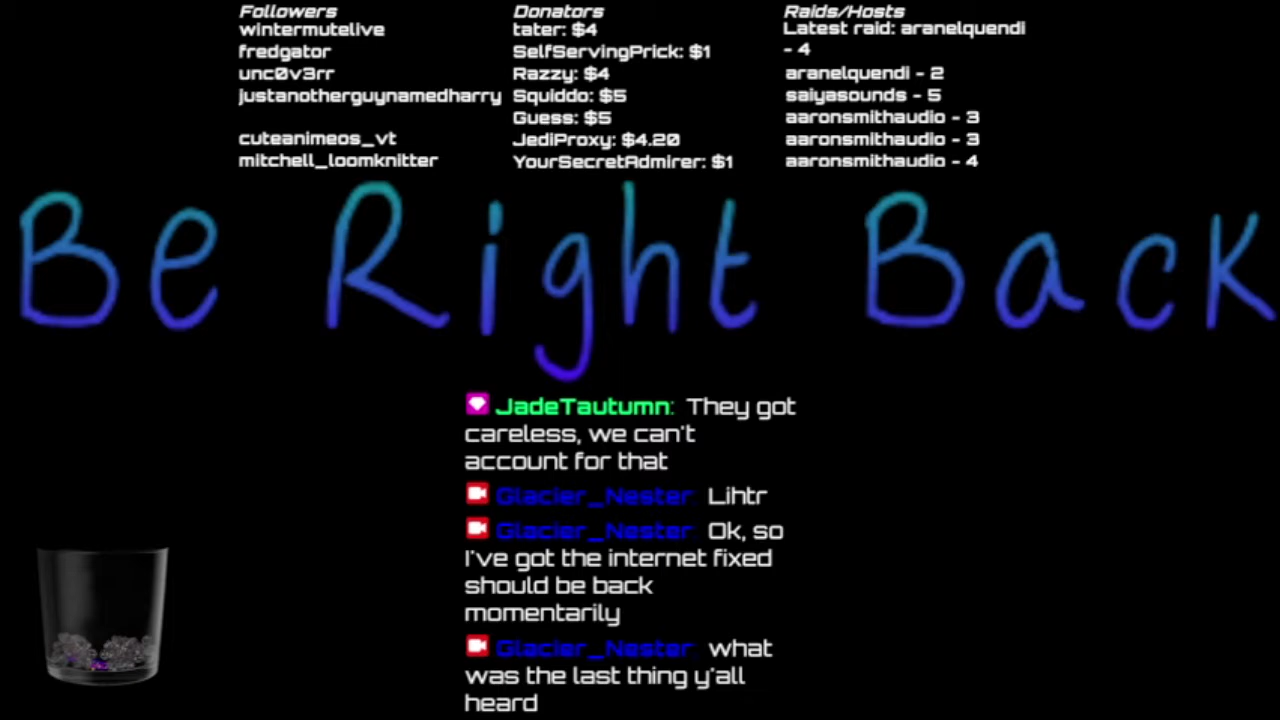 Followers
wintermutelive
fredgator
unc0v3rr
justanotherguynamedharry
cuteanimeos_vt
mitchell_loomknitter
Donators
tater: $4
SelfServingPrick: $1
Razzy: $4
Squiddo: $5
Guess: $5
JediProxy: $4.20
YourSecretAdmirer: $1
Raids/Hosts
Latest raid: aranelquendi
- 4
aranelquendi - 2
saiyasounds - 5
aaronsmithaudio - 3
aaronsmithaudio - 3
aaronsmithaudio - 4
Be Right Back
JadeTautumn: They got
careless, we can't
account for that
Glacier_Nester: Lihtr
Glacier_Nester: Ok, so
I've got the internet fixed
should be back
momentarily
Glacier_Nester: what
was the last thing y'all
heard